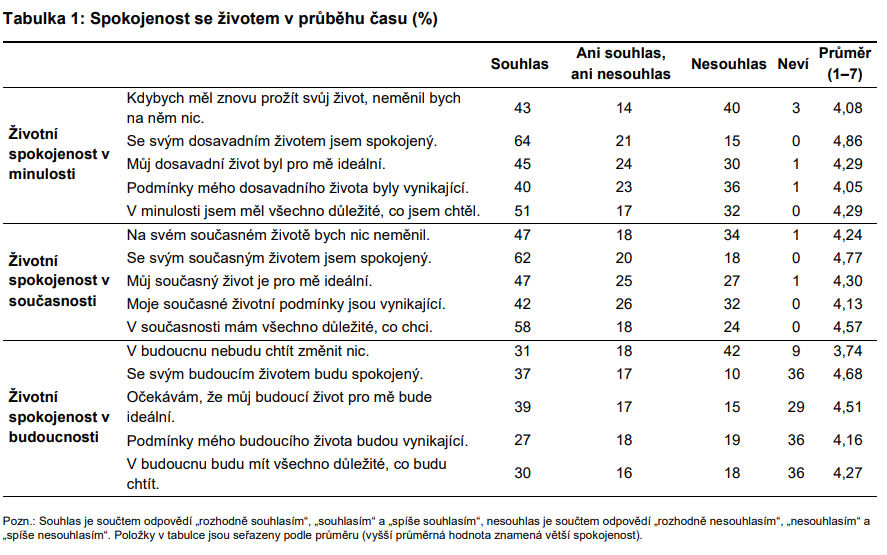 Tabulka 1: Spokojenost se životem v průběhu času (%)
Souhlas Ani souhlas, ani nesouhlas Nesouhlas Neví Průměr (1–7)
Životní spokojenost v minulosti
Kdybych měl znovu prožít svůj život, neměnil bych na něm nic. 43 14 40 3 4,08
Se svým dosavadním životem jsem spokojený. 64 21 15 0 4,86
Můj dosavadní život byl pro mě ideální. 45 24 30 1 4,29
Podmínky mého dosavadního života byly vynikající. 40 23 36 1 4,05
V minulosti jsem měl všechno důležité, co jsem chtěl. 51 17 32 0 4,29
Životní spokojenost v současnosti
Na svém současném životě bych nic neměnil. 47 18 34 1 4,24
Se svým současným životem jsem spokojený. 62 20 18 0 4,77
Můj současný život je pro mě ideální. 47 25 27 1 4,30
Moje současné životní podmínky jsou vynikající. 42 26 32 0 4,13
V současnosti mám všechno důležité, co chci. 58 18 24 0 4,57
Životní spokojenost v budoucnosti
V budoucnu nebudu chtít změnit nic. 31 18 42 9 3,74
Se svým budoucím životem budu spokojený. 37 17 10 36 4,68
Očekávám, že můj budoucí život pro mě bude ideální. 39 17 15 29 4,51
Podmínky mého budoucího života budou vynikající. 27 18 19 36 4,16
V budoucnu budu mít všechno důležité, co budu chtít. 30 16 18 36 4,27
Pozn.: Souhlas je součtem odpovědí „rozhodně souhlasím“, „souhlasím“ a „spíše souhlasím“, nesouhlas je součtem odpovědí „rozhodně nesouhlasím“, „nesouhlasím“ a
„spíše nesouhlasím“. Položky v tabulce jsou seřazeny podle průměru (vyšší průměrná hodnota znamená větší spokojenost).